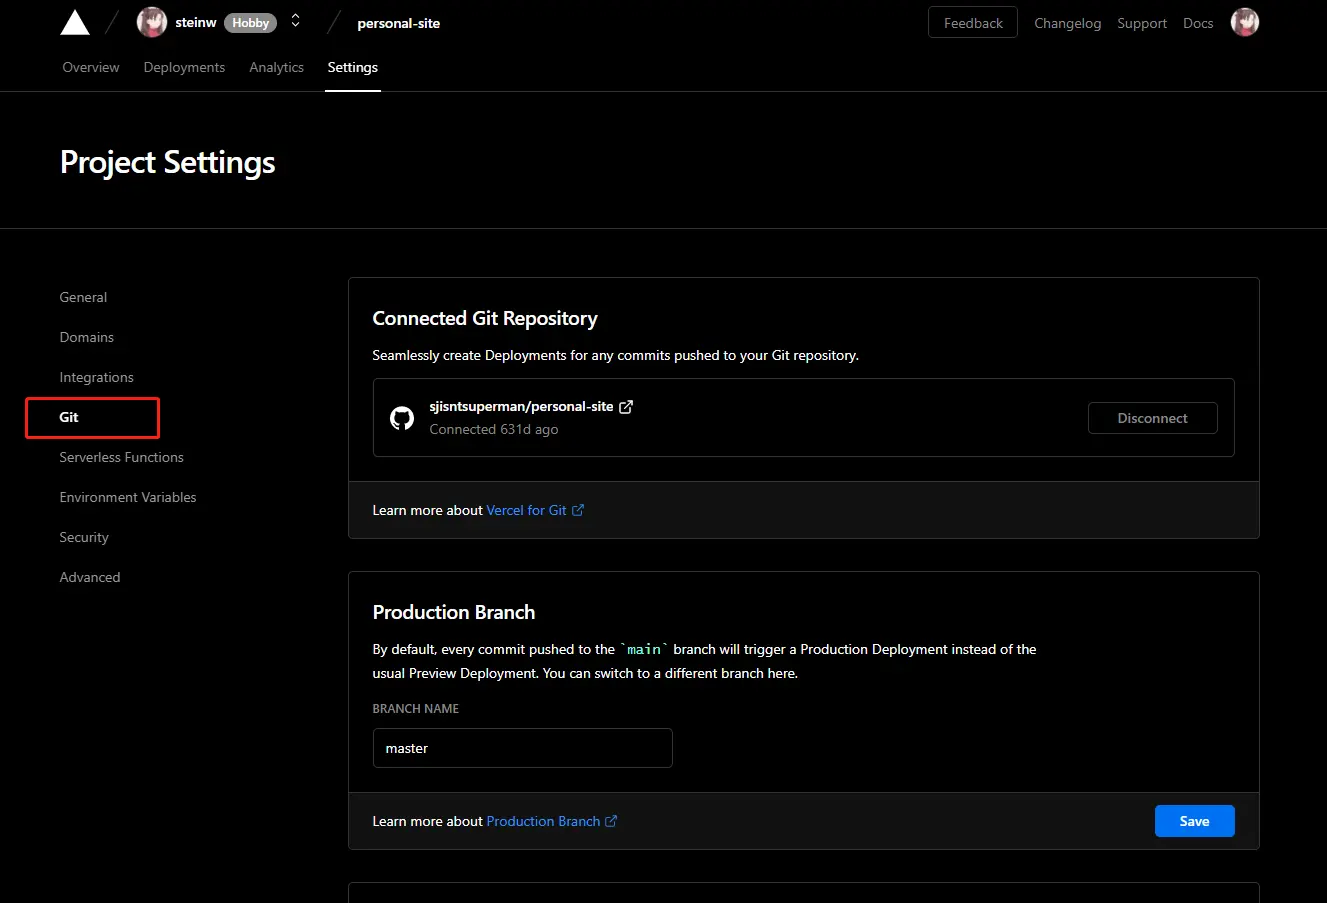 steinw Hobby personal-site Feedback Changelog Support Docs
Overview Deployments Analytics Settings
Project Settings
General
Domains
Integrations
Git
Serverless Functions
Environment Variables
Security
Advanced
Connected Git Repository
Seamlessly create Deployments for any commits pushed to your Git repository.
sjisntsuperman/personal-site
Connected 631d ago
Disconnect
Learn more about Vercel for Git
Production Branch
By default, every commit pushed to the `main` branch will trigger a Production Deployment instead of the
usual Preview Deployment. You can switch to a different branch here.
BRANCH NAME
master
Learn more about Production Branch
Save